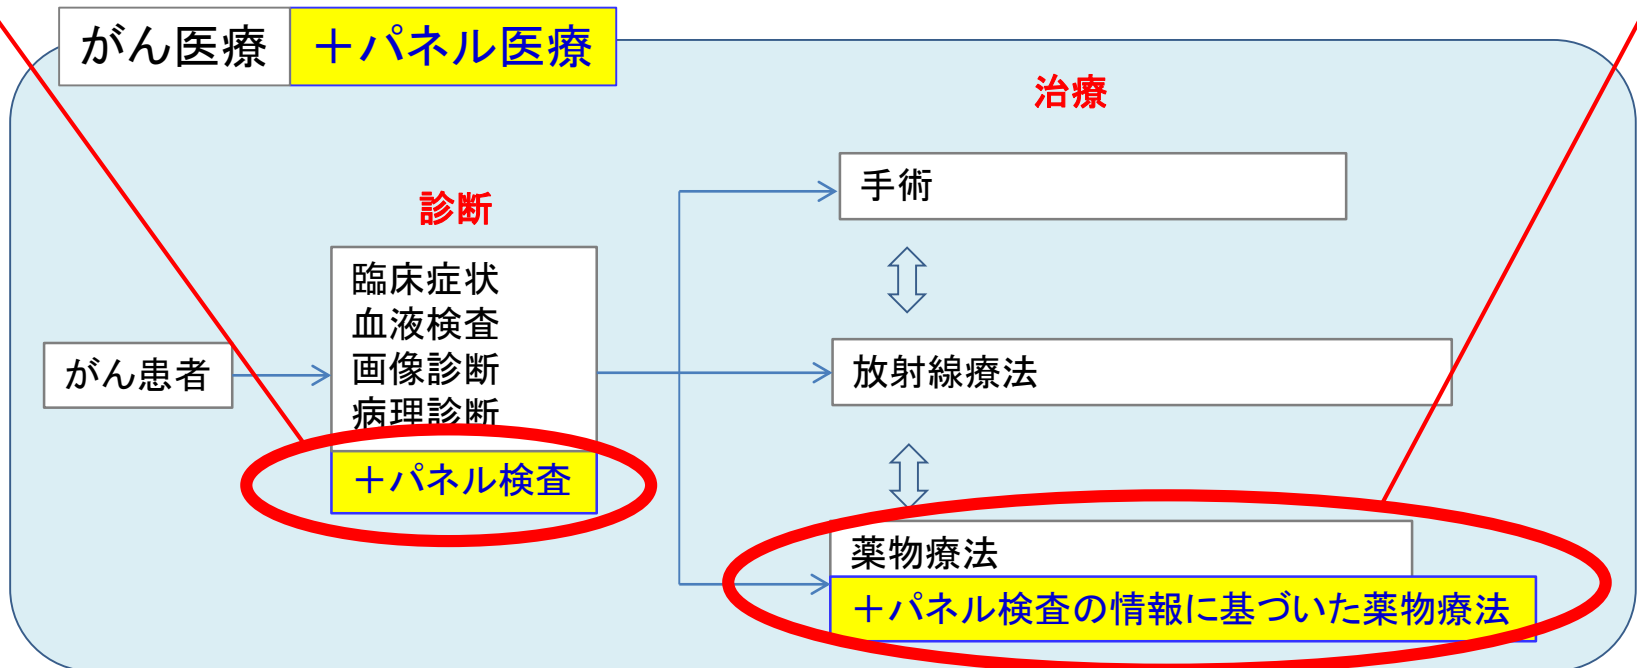 がん医療 ＋パネル医療
治療
診断
がん患者
臨床症状
血液検査
画像診断
病理診断
＋パネル検査
手術
放射線療法
薬物療法
＋パネル検査の情報に基づいた薬物療法